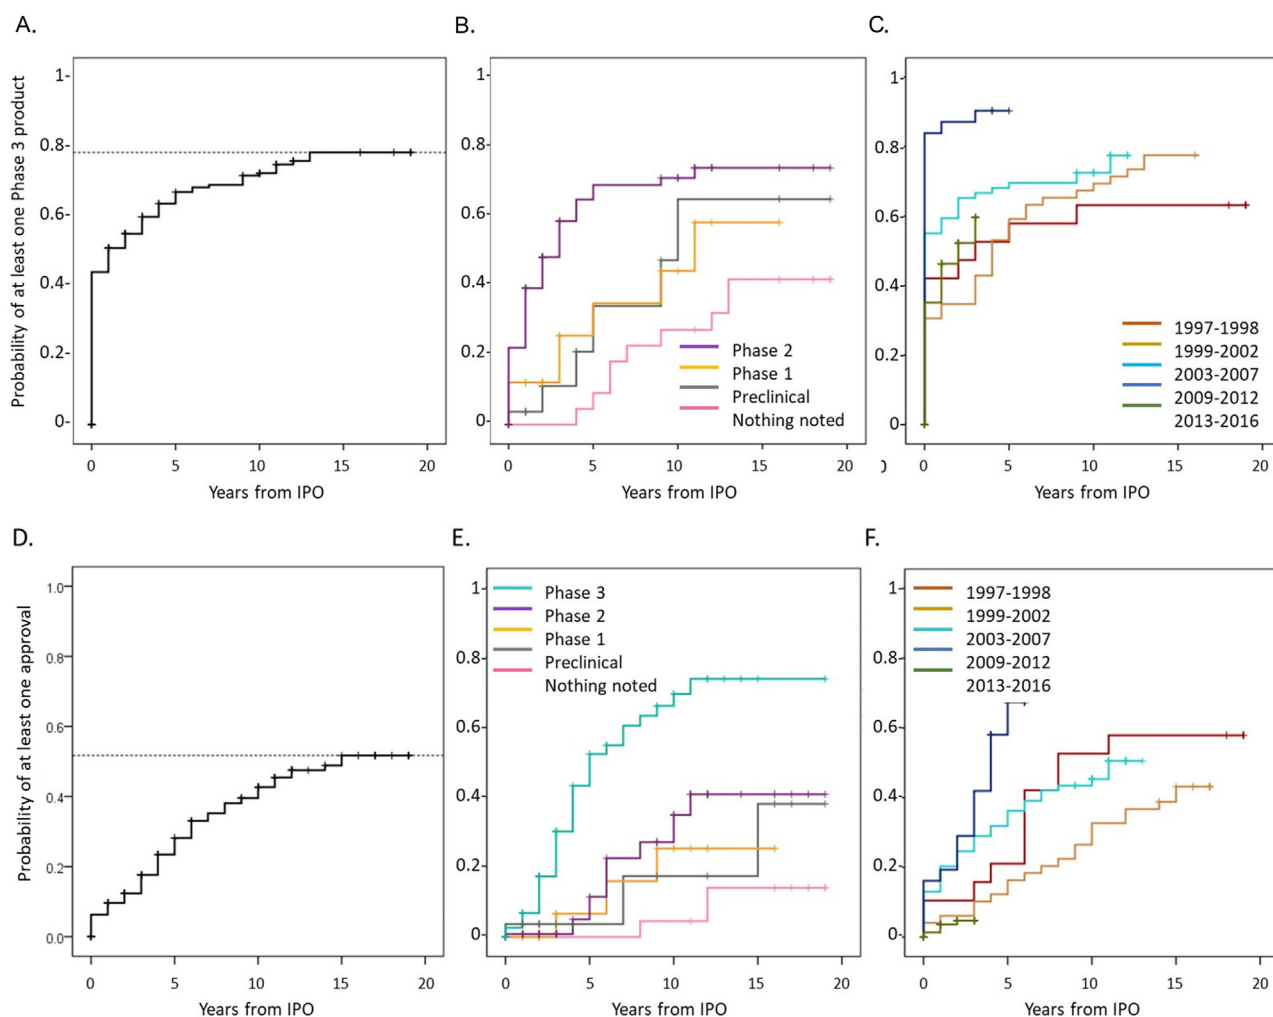 A.
B.
C.
Probability of at least one Phase 3 product
1-
0.8-
0.6-
0.4-
0.2-
0-
0 5 10 15 20
Years from IPO
1-
0.8-
0.6-
0.4-
0.2-
0-
Phase 2
Phase 1
Preclinical
Nothing noted
0 5 10 15 20
Years from IPO
1-
0.8-
0.6-
0.4-
0.2-
0-
1997-1998
1999-2002
2003-2007
2009-2012
2013-2016
0 5 10 15 20
Years from IPO
D.
E.
F.
Probability of at least one approval
1.0
0.8
0.6
0.4
0.2
0.0
0 5 10 15 20
Years from IPO
1-
0.8-
0.6-
0.4-
0.2-
0-
Phase 3
Phase 2
Phase 1
Preclinical
Nothing noted
0 5 10 15 20
Years from IPO
1-
0.8-
0.6-
0.4-
0.2-
0-
1997-1998
1999-2002
2003-2007
2009-2012
2013-2016
0 5 10 15 20
Years from IPO